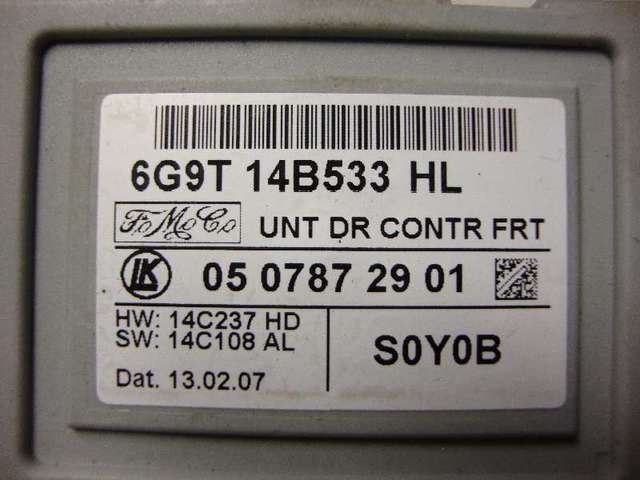 6G9T 14B533 HL
FoMoCo UNT DR CONTR FRT
LK 05 0787 29 01
HW: 14C237 HD
SW: 14C108 AL
S0Y0B
Dat. 13.02.07